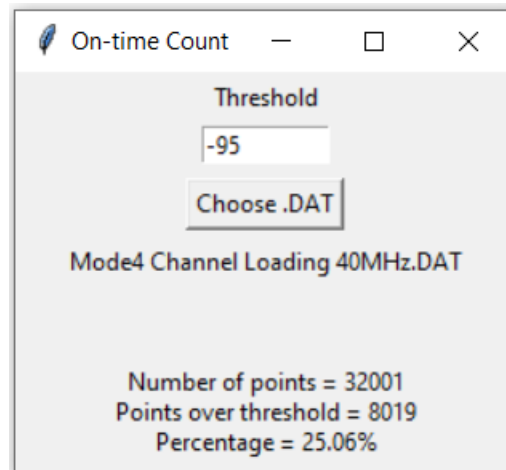 On-time Count
Threshold
-95
Choose .DAT
Mode4 Channel Loading 40MHz.DAT
Number of points = 32001
Points over threshold = 8019
Percentage = 25.06%